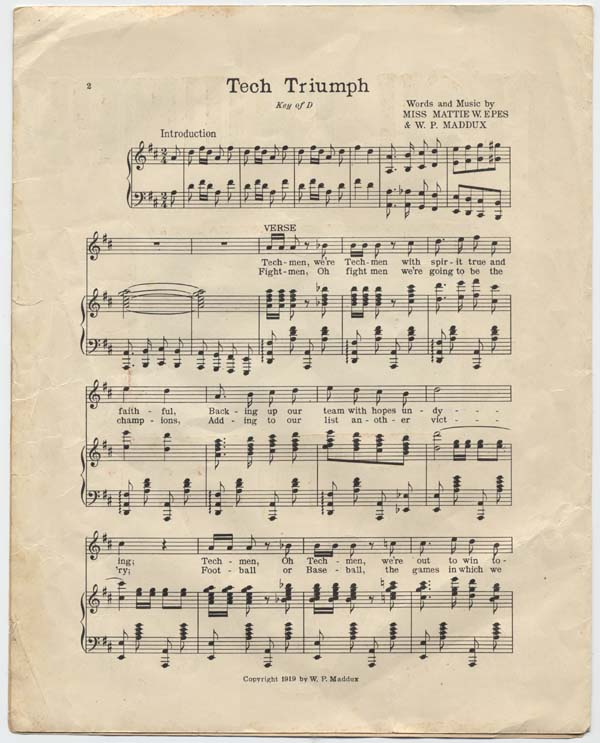 2
Tech Triumph
Key of D
Words and Music by
MISS MATTIE W. EPES
& W. P. MADDUX
Introduction
VERSE
Tech-men, we're Tech-men with spir-it true and
Fight-men, Oh fight men we're going to be the
faith - ful, Back - ing up our team with hopes un - dy - - - -
champ - ions, Add - ing to our list an - oth - er vict - - - -
ing; Tech - men, Oh Tech - men, we're out to win to-
'ry; Foot - ball or Base - ball, the games in which we
Copyright 1919 by W. P. Maddux